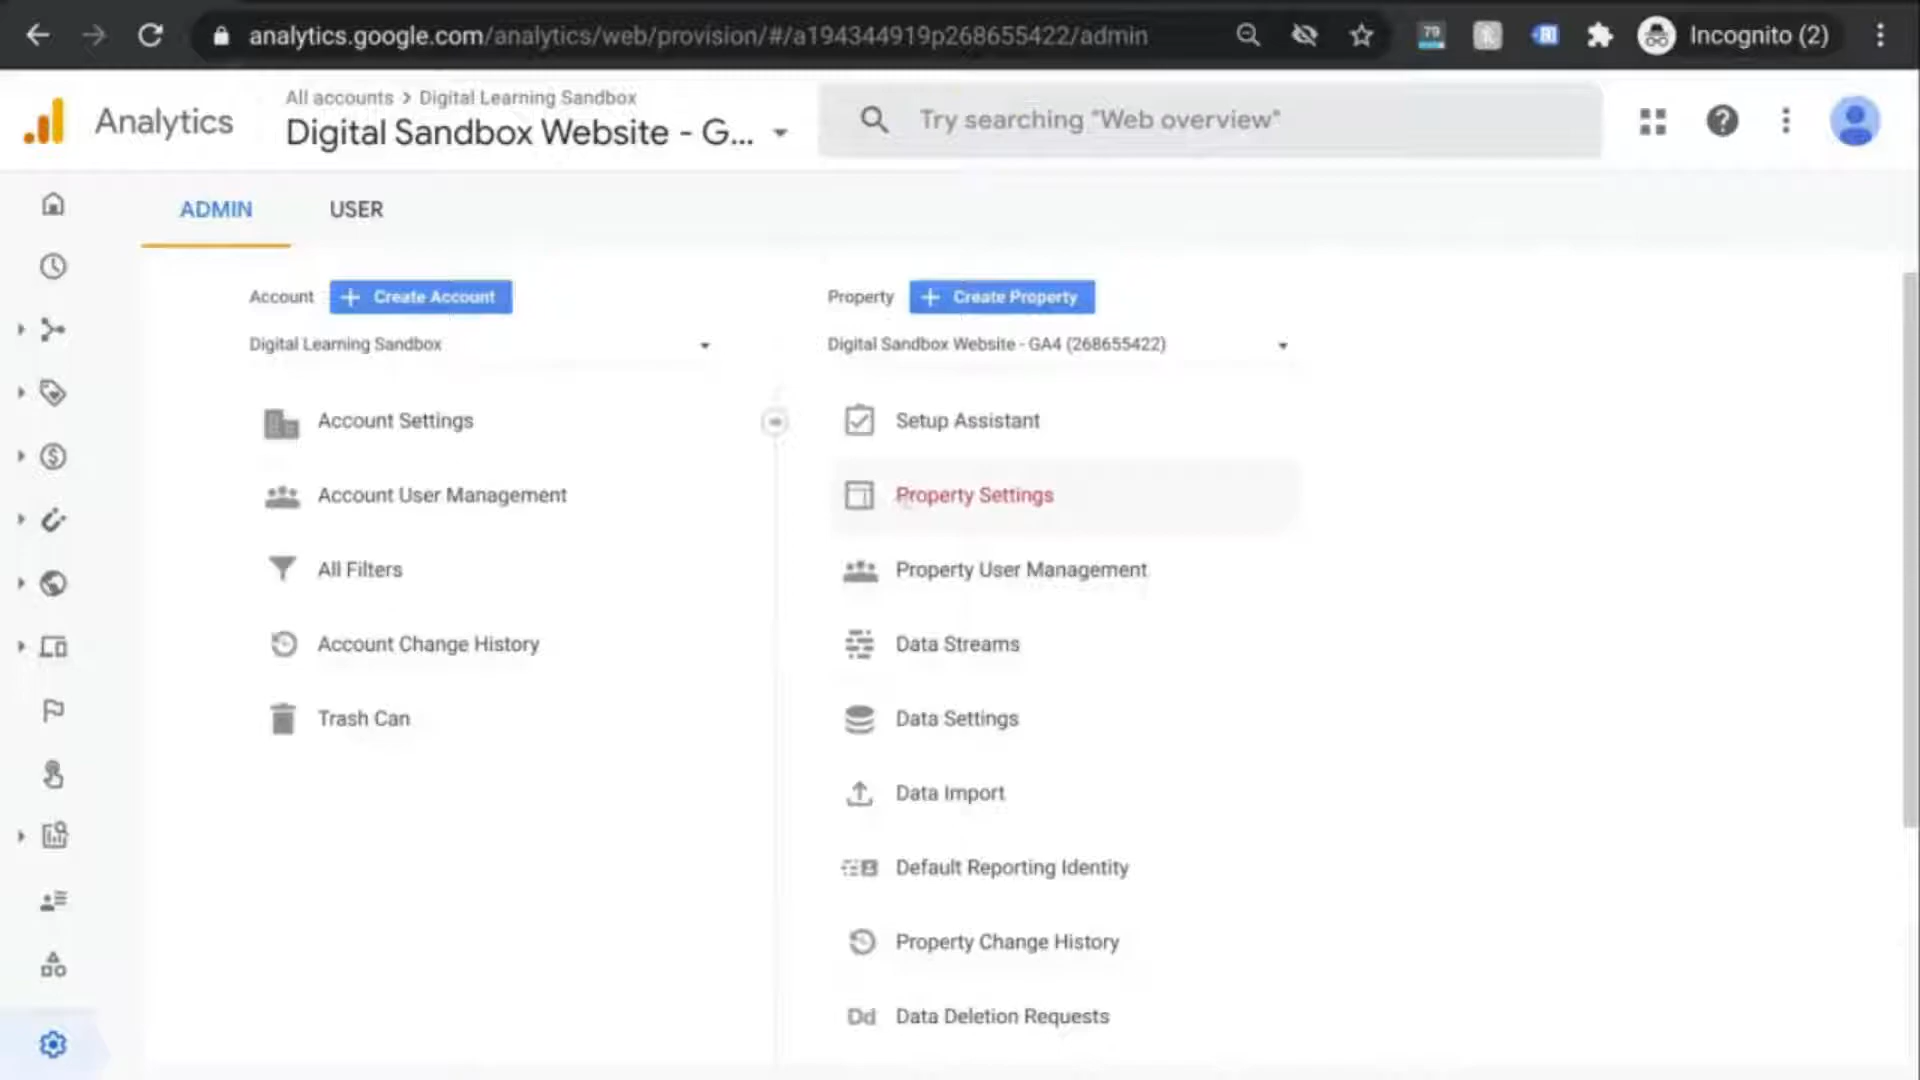 analytics.google.com/analytics/web/provision/#/a194344919p268655422/admin
79
Incognito (2)
Analytics
All accounts > Digital Learning Sandbox
Digital Sandbox Website - G...
Try searching "Web overview"
ADMIN
USER
Account
+ Create Account
Property
+ Create Property
Digital Learning Sandbox
Digital Sandbox Website - GA4 (268655422)
Account Settings
Account User Management
All Filters
Account Change History
Trash Can
Setup Assistant
Property Settings
Property User Management
Data Streams
Data Settings
Data Import
Default Reporting Identity
Property Change History
Dd Data Deletion Requests